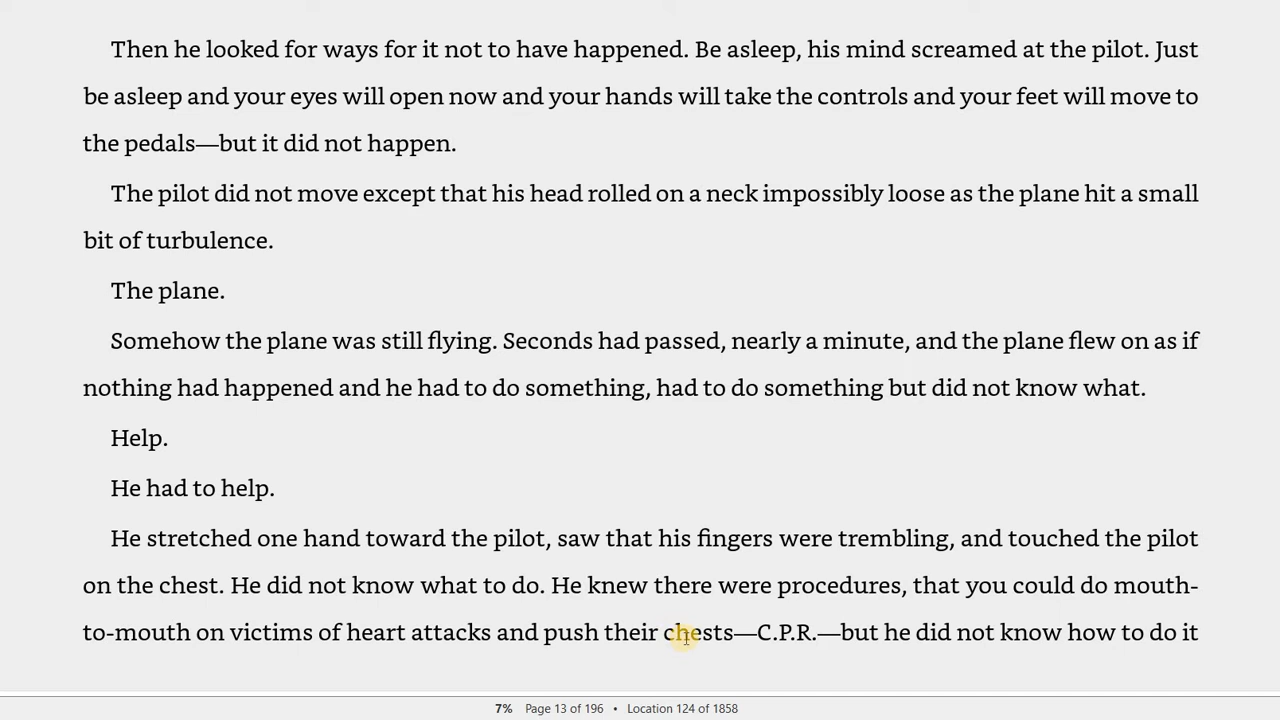 Then he looked for ways for it not to have happened. Be asleep, his mind screamed at the pilot. Just
be asleep and your eyes will open now and your hands will take the controls and your feet will move to
the pedals—but it did not happen.
The pilot did not move except that his head rolled on a neck impossibly loose as the plane hit a small
bit of turbulence.
The plane.
Somehow the plane was still flying. Seconds had passed, nearly a minute, and the plane flew on as if
nothing had happened and he had to do something, had to do something but did not know what.
Help.
He had to help.
He stretched one hand toward the pilot, saw that his fingers were trembling, and touched the pilot
on the chest. He did not know what to do. He knew there were procedures, that you could do mouth-
to-mouth on victims of heart attacks and push their chests—C.P.R.—but he did not know how to do it
7% Page 13 of 196 • Location 124 of 1858